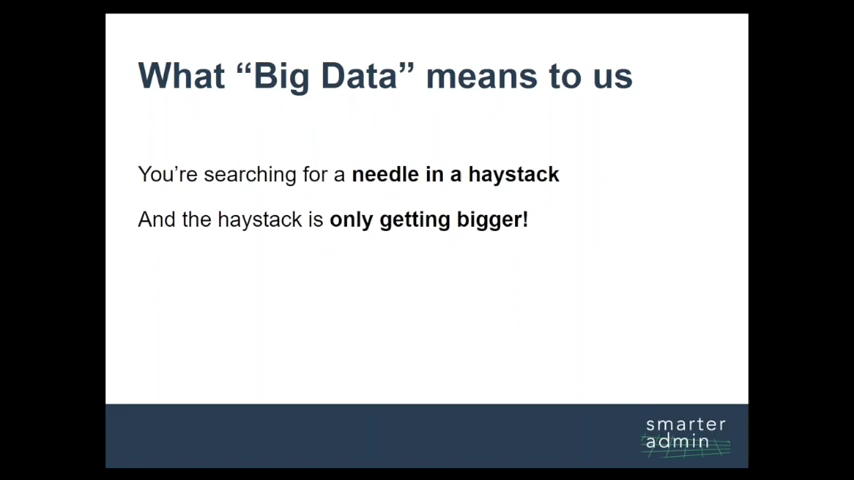 What “Big Data” means to us
You’re searching for a needle in a haystack
And the haystack is only getting bigger!
smarter
admin